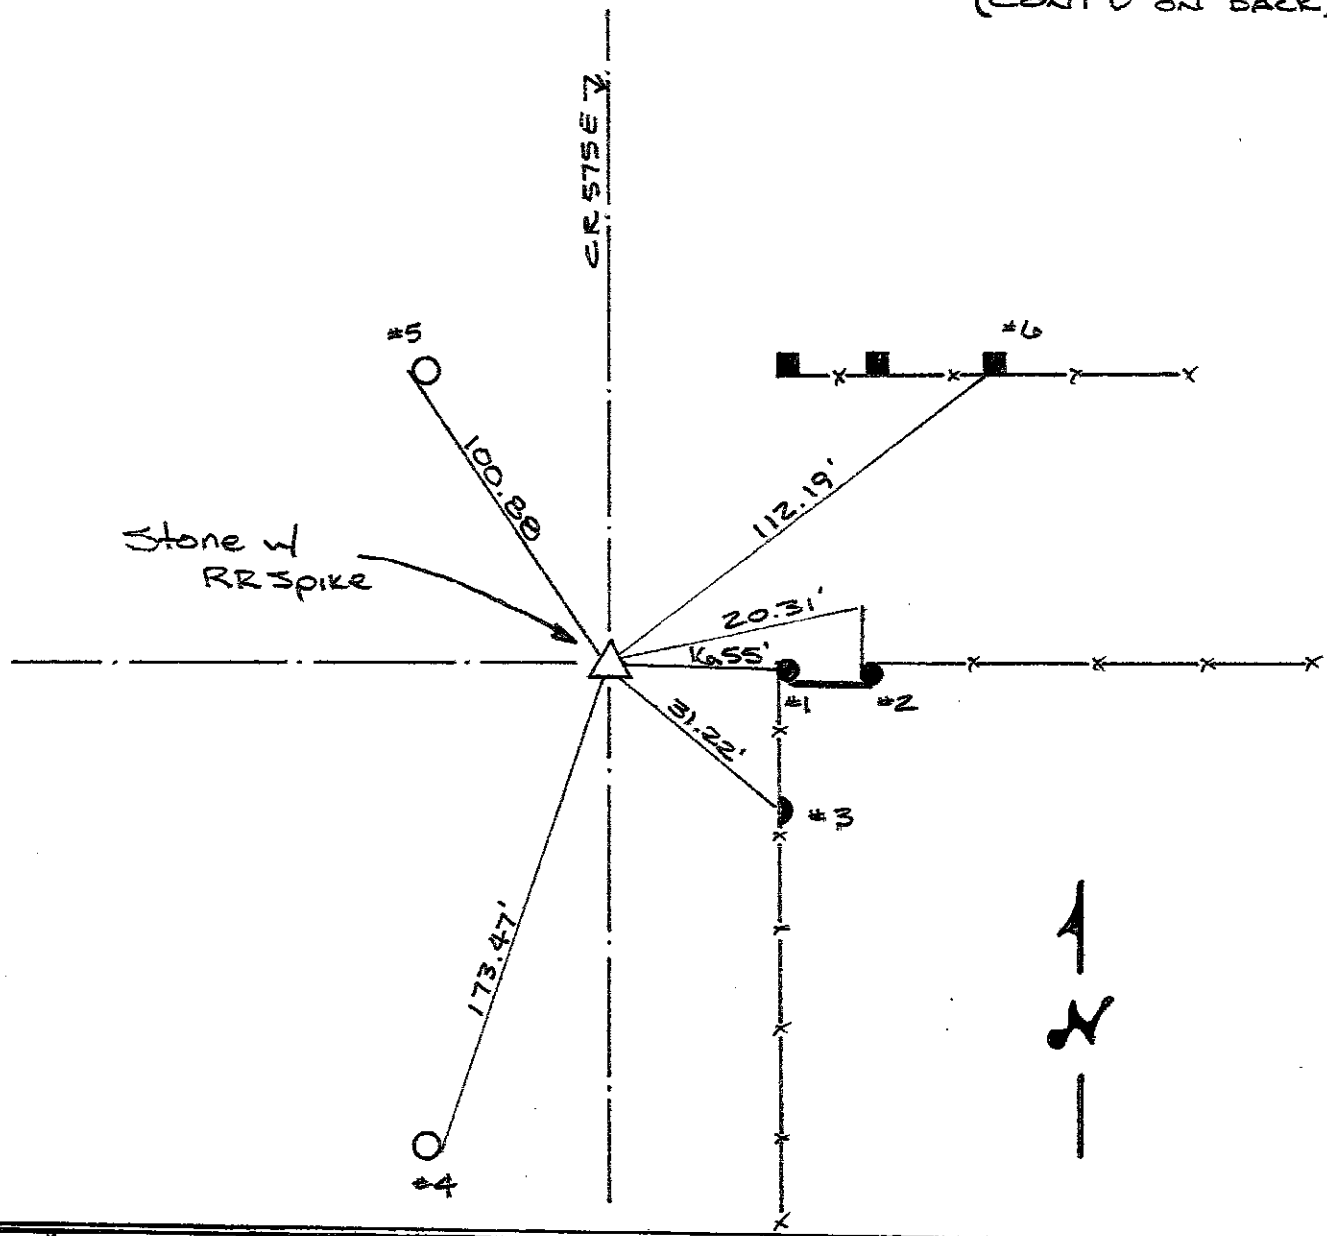 (CONT'D ON BACK)
CR 575E
#5
#6
100.88
112.19'
Stone w/
RR Spike
20.31'
16.55'
#1
#2
31.22'
#3
173.47'
N
#4